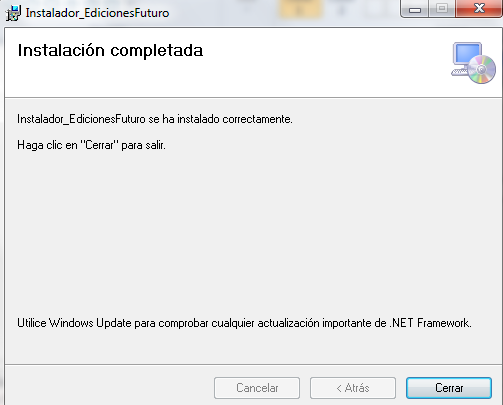 Instalador_EdicionesFuturo
Instalación completada
Instalador_EdicionesFuturo se ha instalado correctamente.
Haga clic en "Cerrar" para salir.
Utilice Windows Update para comprobar cualquier actualización importante de .NET Framework.
Cancelar
< Atrás
Cerrar